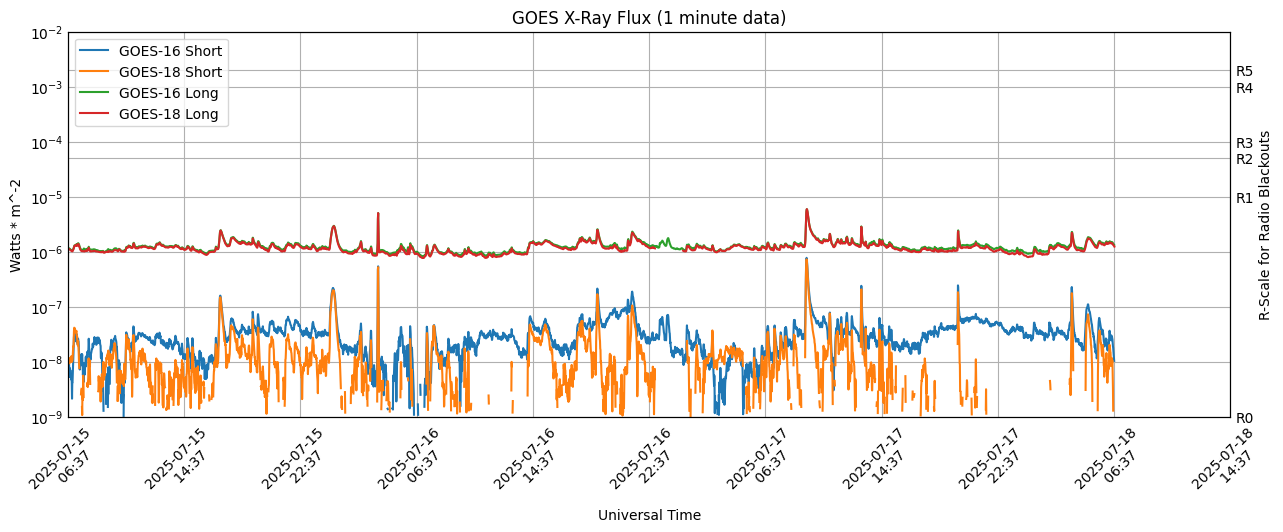 GOES X-Ray Flux (1 minute data)
GOES-16 Short
GOES-18 Short
GOES-16 Long
GOES-18 Long
10^-2
10^-3
10^-4
10^-5
10^-6
10^-7
10^-8
10^-9
Watts * m^-2
R5
R4
R3
R2
R1
R0
R-Scale for Radio Blackouts
2025-07-15
06:37
2025-07-15
14:37
2025-07-15
22:37
2025-07-16
06:37
2025-07-16
14:37
2025-07-16
22:37
2025-07-17
06:37
2025-07-17
14:37
2025-07-17
22:37
2025-07-18
06:37
2025-07-18
14:37
Universal Time